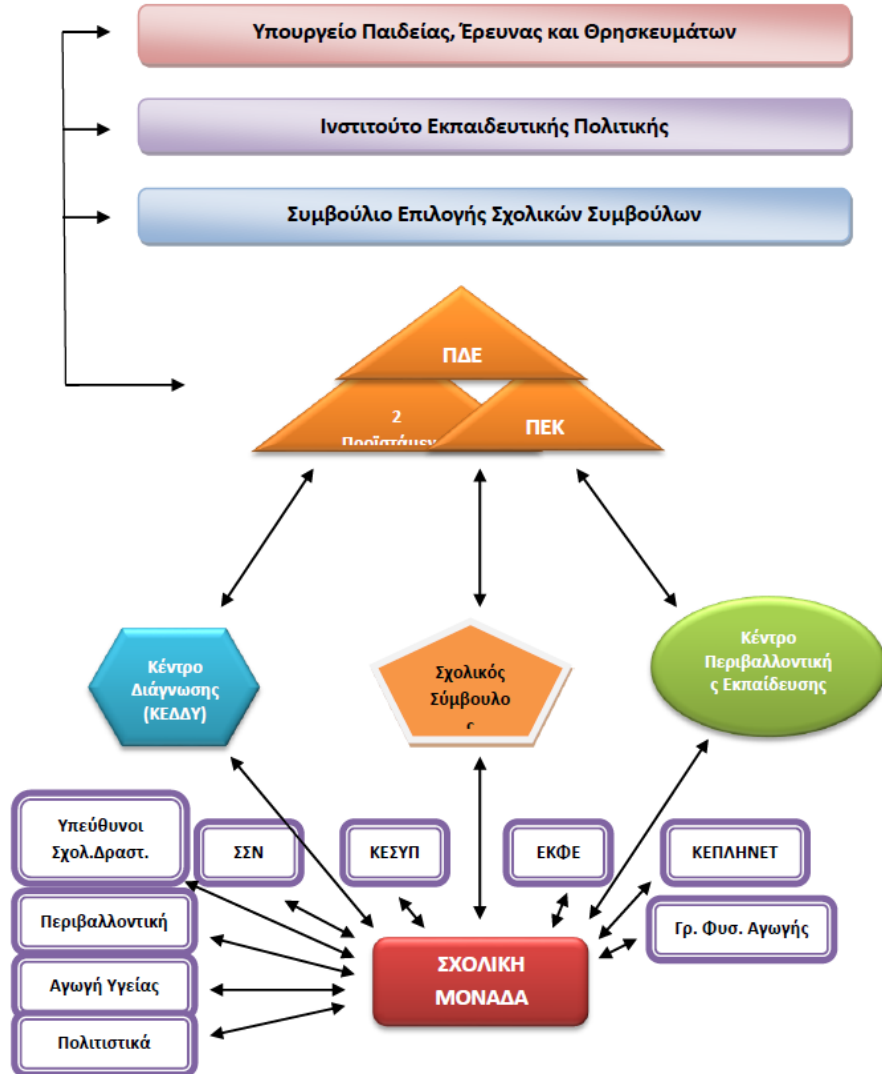 Υπουργείο Παιδείας, Έρευνας και Θρησκευμάτων
Ινστιτούτο Εκπαιδευτικής Πολιτικής
Συμβούλιο Επιλογής Σχολικών Συμβούλων
ΠΔΕ
2
Προϊστάμεν
ΠΕΚ
Κέντρο
Διάγνωσης
(ΚΕΔΔΥ)
Σχολικός
Σύμβουλο
ς
Κέντρο
Περιβαλλοντική
ς Εκπαίδευσης
Υπεύθυνοι
Σχολ.Δραστ.
ΣΣΝ
ΚΕΣΥΠ
ΕΚΦΕ
ΚΕΠΛΗΝΕΤ
Περιβαλλοντική
Γρ. Φυσ. Αγωγής
Αγωγή Υγείας
Πολιτιστικά
ΣΧΟΛΙΚΗ
ΜΟΝΑΔΑ